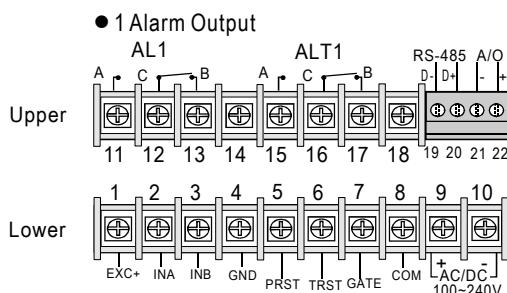 ● 1 Alarm Output
AL1 ALT1
A C B A C B RS-485 A/O
D- D+ - +
Upper
11 12 13 14 15 16 17 18 19 20 21 22
1 2 3 4 5 6 7 8 9 10
Lower
EXC+ INA INB GND PRST TRST GATE COM + -
AC/DC
100~240V